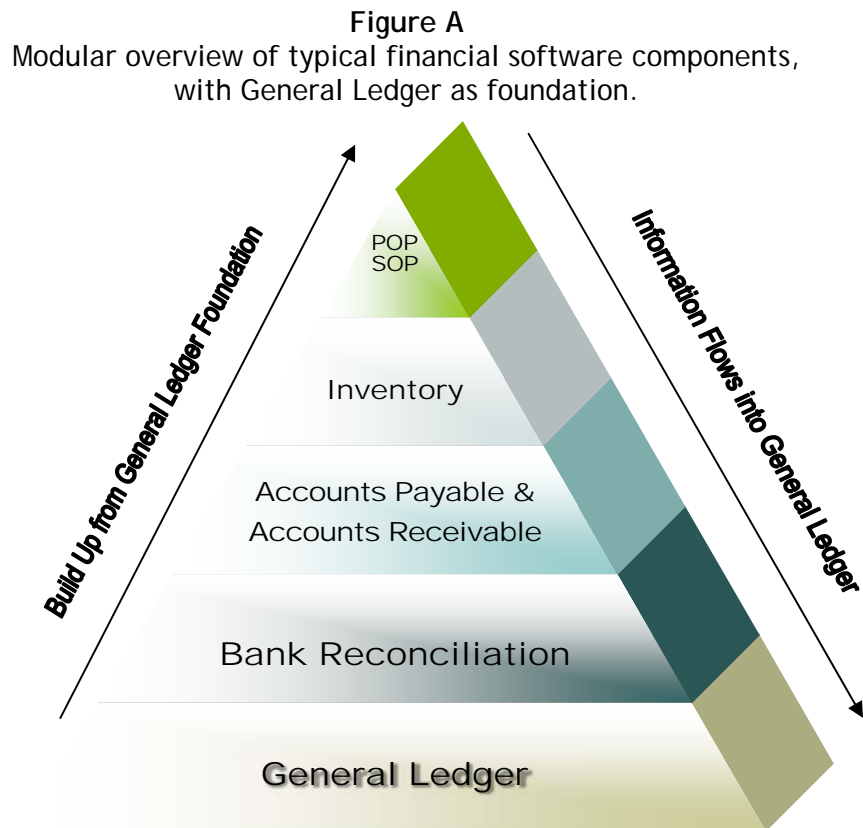 Figure A
Modular overview of typical financial software components,
with General Ledger as foundation.
Build Up from General Ledger Foundation
Information Flows into General Ledger
POP
SOP
Inventory
Accounts Payable &
Accounts Receivable
Bank Reconciliation
General Ledger